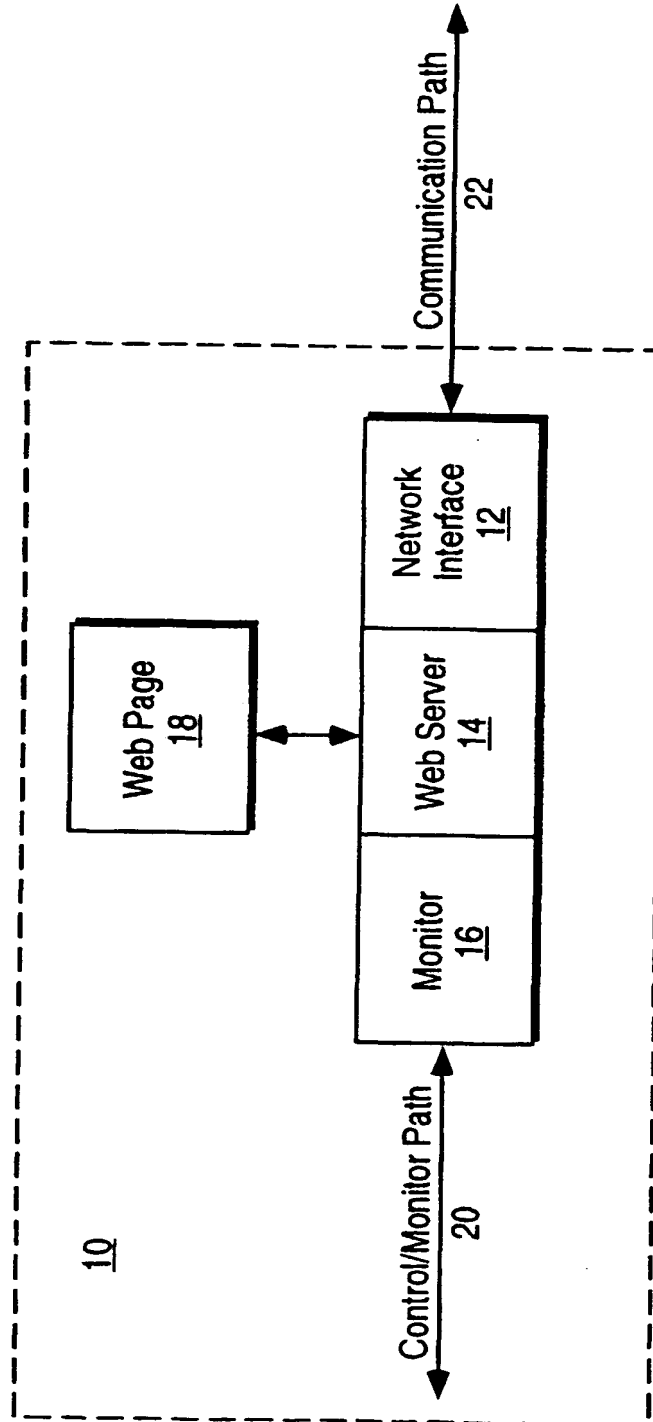 10
Web Page
18
Control/Monitor Path
20
Monitor
16
Web Server
14
Network
Interface
12
Communication Path
22